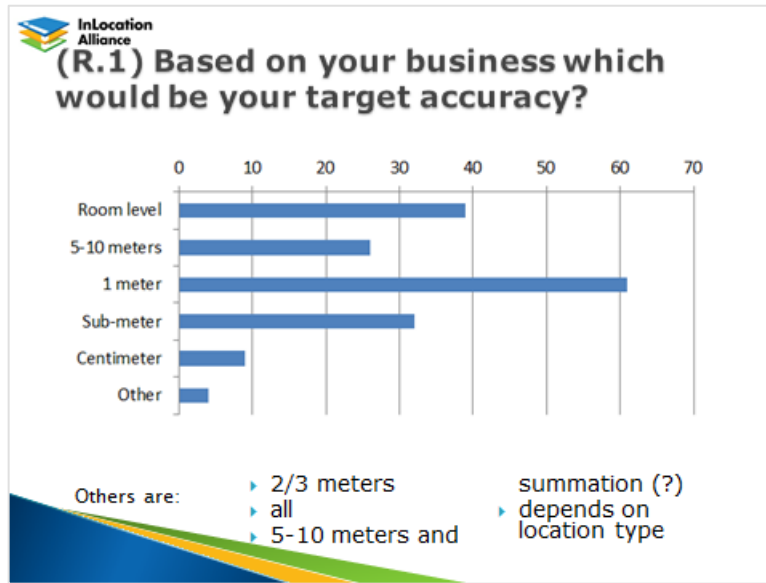 InLocation
Alliance
(R.1) Based on your business which
would be your target accuracy?
0 10 20 30 40 50 60 70
Room level
5-10 meters
1 meter
Sub-meter
Centimeter
Other
Others are:
2/3 meters
all
5-10 meters and
summation (?)
depends on
location type